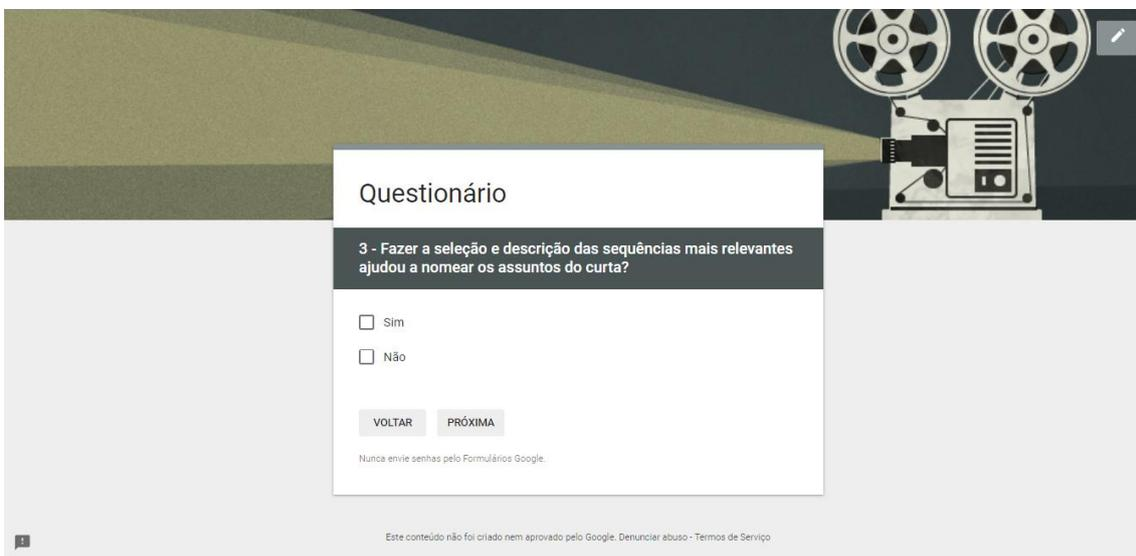 Questionário
3 - Fazer a seleção e descrição das sequências mais relevantes
ajudou a nomear os assuntos do curta?
Sim
Não
VOLTAR PRÓXIMA
Nunca envie senhas pelo Formulários Google.
Este conteúdo não foi criado nem aprovado pelo Google. Denunciar abuso - Termos de Serviço